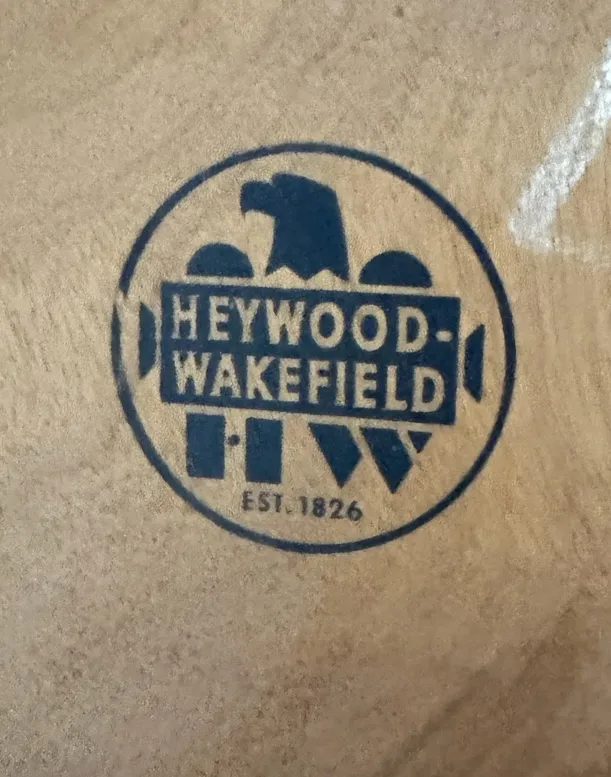 HEYWOOD-
WAKEFIELD
HW
EST. 1826